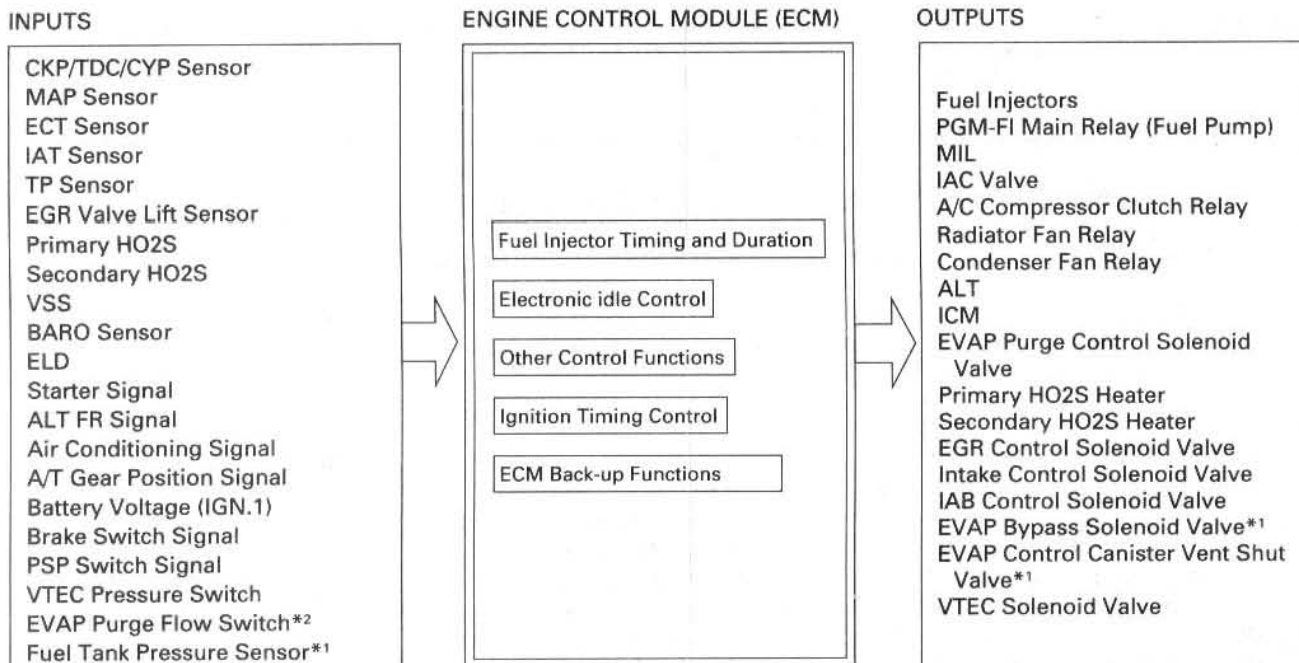 INPUTS
CKP/TDC/CYP Sensor
MAP Sensor
ECT Sensor
IAT Sensor
TP Sensor
EGR Valve Lift Sensor
Primary HO2S
Secondary HO2S
VSS
BARO Sensor
ELD
Starter Signal
ALT FR Signal
Air Conditioning Signal
A/T Gear Position Signal
Battery Voltage (IGN.1)
Brake Switch Signal
PSP Switch Signal
VTEC Pressure Switch
EVAP Purge Flow Switch*2
Fuel Tank Pressure Sensor*1
ENGINE CONTROL MODULE (ECM)
Fuel Injector Timing and Duration
Electronic idle Control
Other Control Functions
Ignition Timing Control
ECM Back-up Functions
OUTPUTS
Fuel Injectors
PGM-FI Main Relay (Fuel Pump)
MIL
IAC Valve
A/C Compressor Clutch Relay
Radiator Fan Relay
Condenser Fan Relay
ALT
ICM
EVAP Purge Control Solenoid
Valve
Primary HO2S Heater
Secondary HO2S Heater
EGR Control Solenoid Valve
Intake Control Solenoid Valve
IAB Control Solenoid Valve
EVAP Bypass Solenoid Valve*1
EVAP Control Canister Vent Shut
Valve*1
VTEC Solenoid Valve